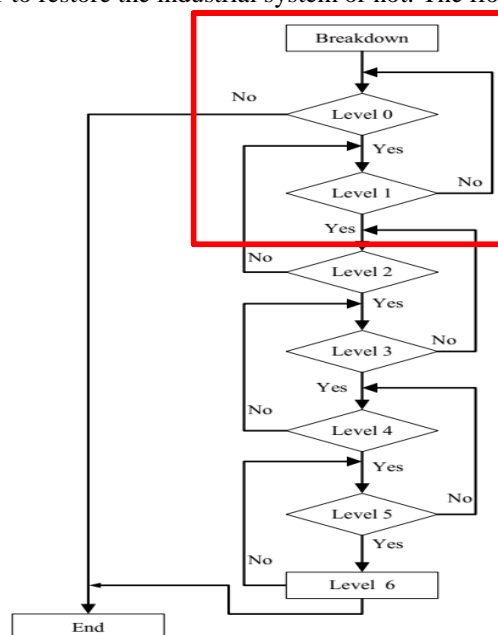 r to restore the industrial system or not. The flo
Breakdown
No
Level 0
Yes
Level 1
No
Yes
No
Level 2
Yes
No
Level 3
Yes
No
Level 4
Yes
No
Level 5
Yes
No
Level 6
End